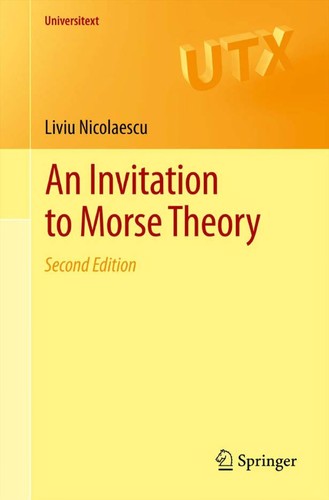 Universitext
UTX
Liviu Nicolaescu
An Invitation
to Morse Theory
Second Edition
Springer